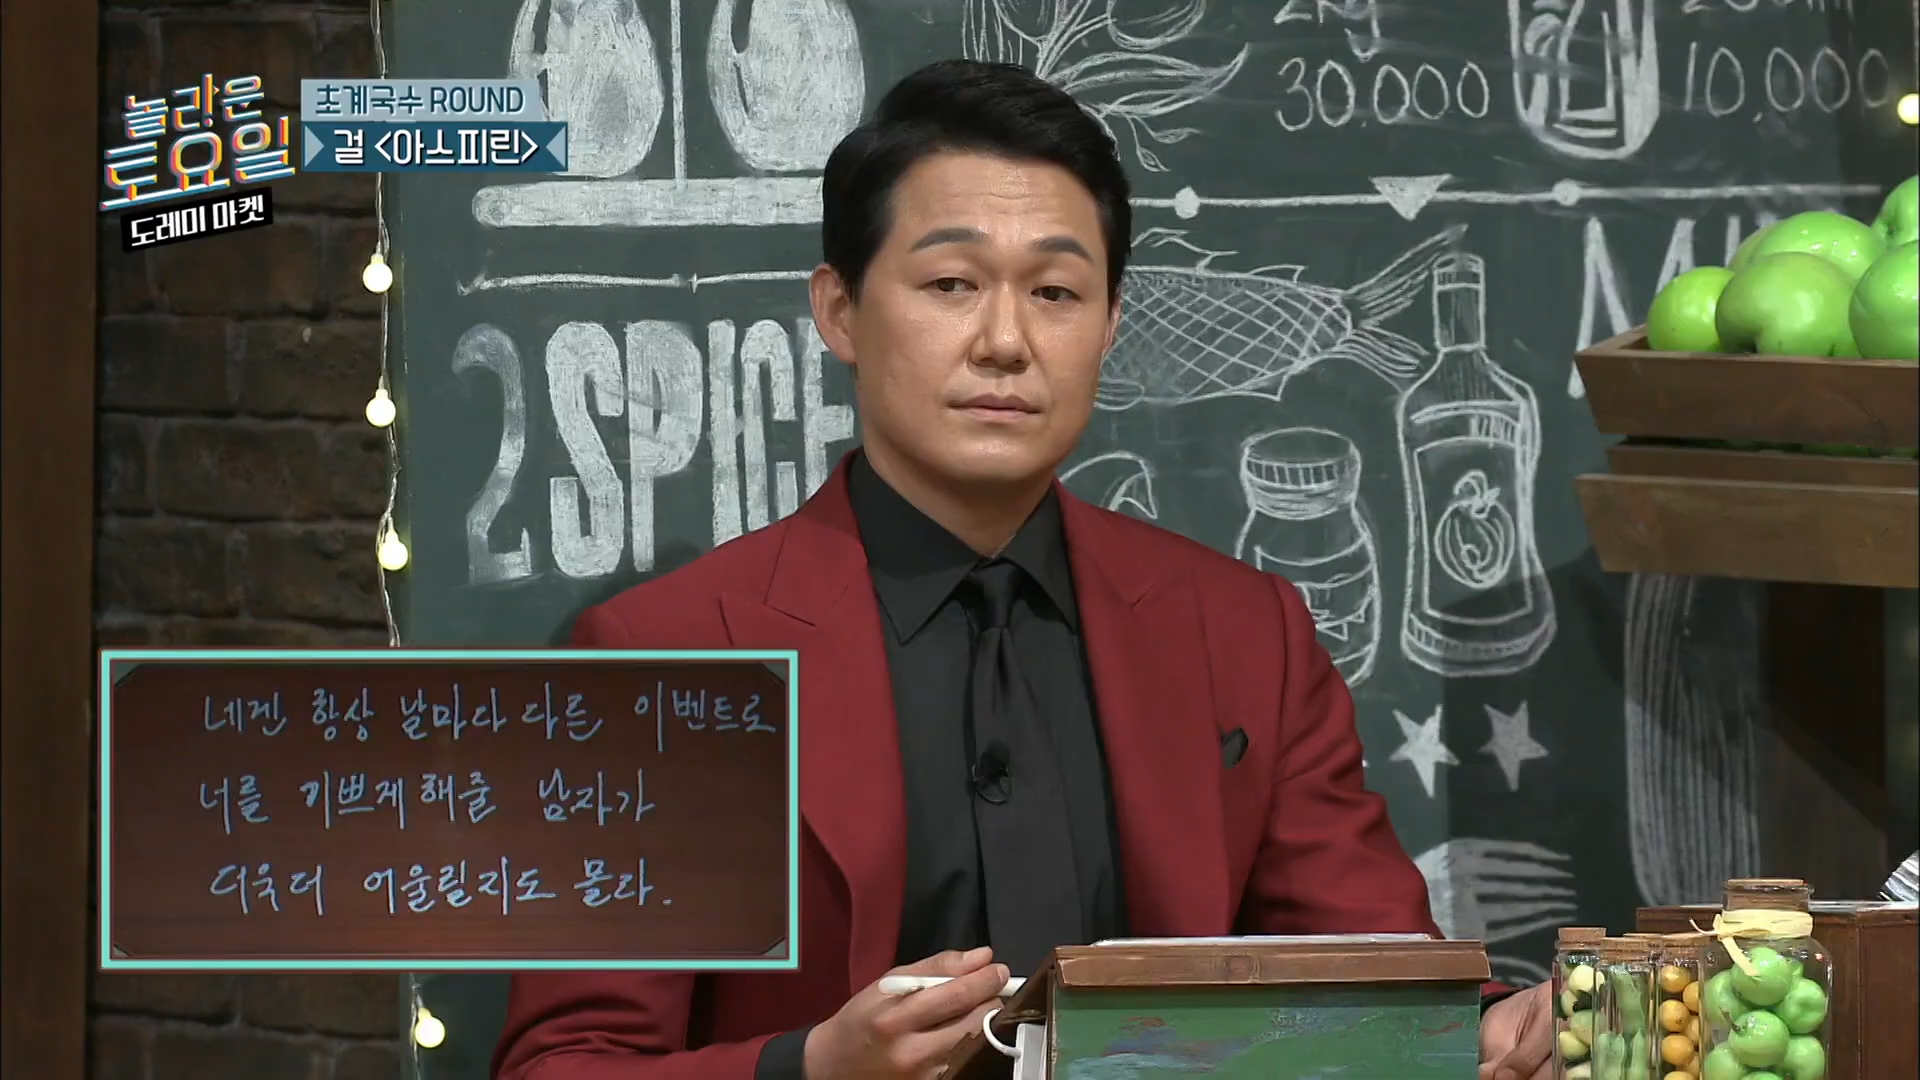 놀라운
토요일
도레미 마켓
초계국수 ROUND
걸 <아스피린>
30.000
10,000
2 SPICE
네겐 항상 날마다 다른 이벤트로
너를 기쁘게 해줄 남자가
더욱더 어울릴지도 몰라.